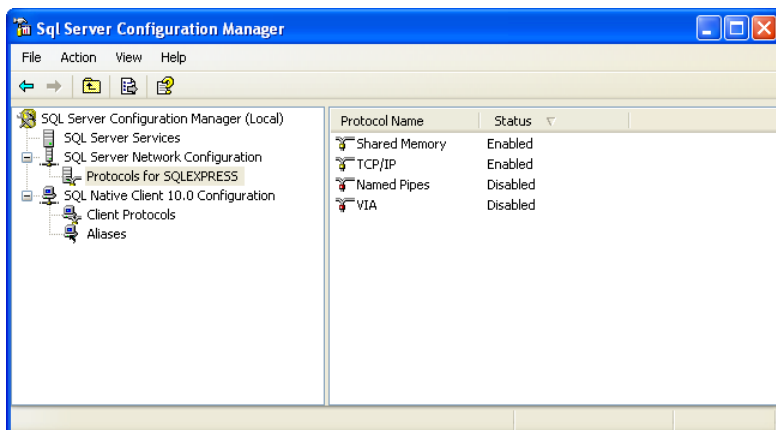 Sql Server Configuration Manager
File Action View Help
SQL Server Configuration Manager (Local)
SQL Server Services
SQL Server Network Configuration
Protocols for SQLEXPRESS
SQL Native Client 10.0 Configuration
Client Protocols
Aliases
Protocol Name Status
Shared Memory Enabled
TCP/IP Enabled
Named Pipes Disabled
VIA Disabled